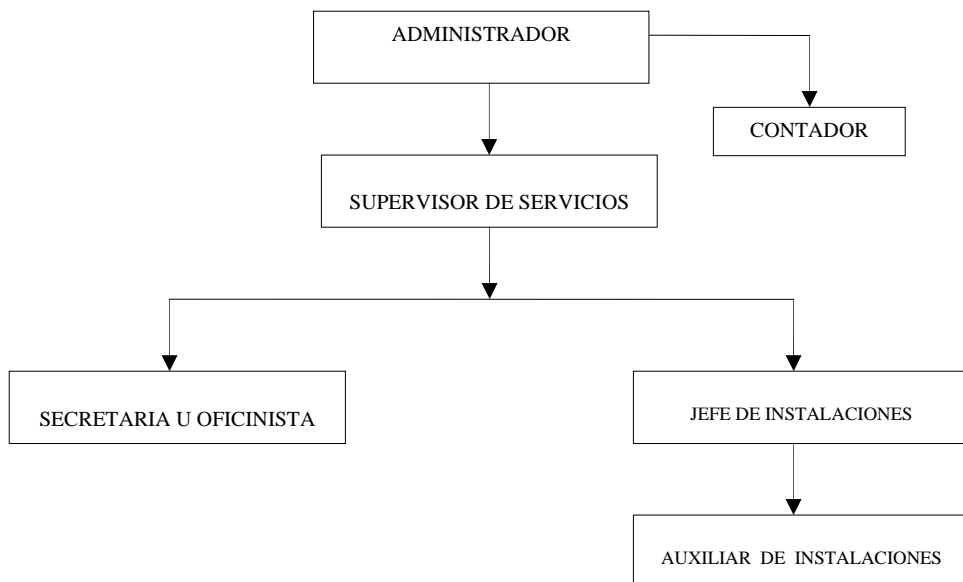 ADMINISTRADOR
CONTADOR
SUPERVISOR DE SERVICIOS
SECRETARIA U OFICINISTA
JEFE DE INSTALACIONES
AUXILIAR DE INSTALACIONES